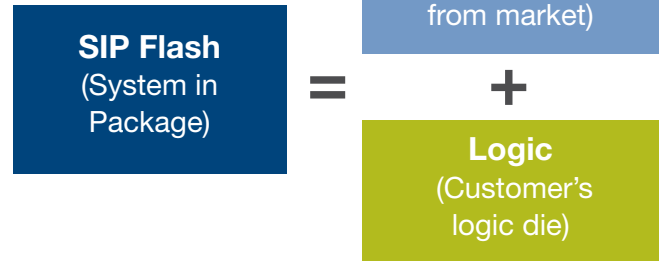 from market)
SIP Flash
(System in
Package)
=
+
Logic
(Customer’s
logic die)